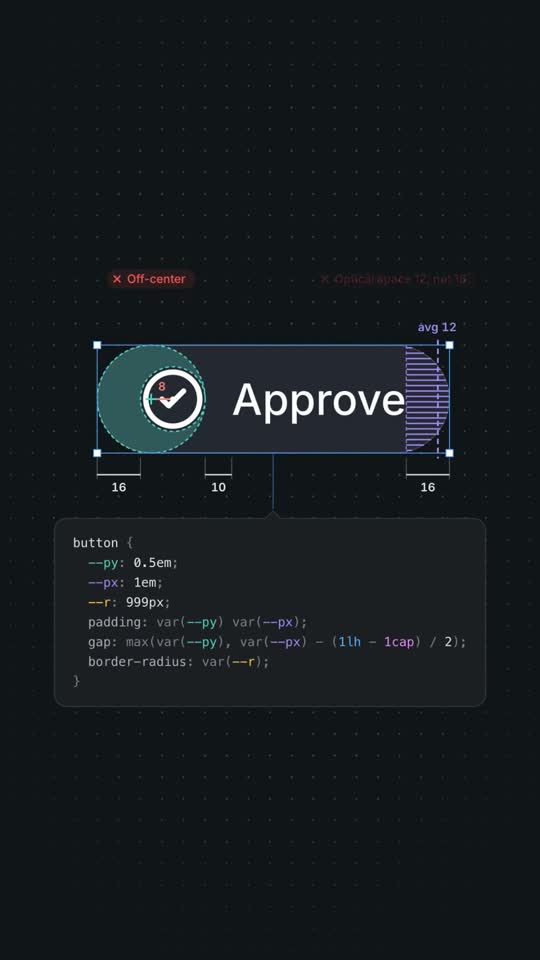 ✕ Off-center
✕ Optical space 12, not 16
avg 12
8
Approve
16
10
16
button {
--py: 0.5em;
--px: 1em;
--r: 999px;
padding: var(--py) var(--px);
gap: max(var(--py), var(--px) - (1lh - 1cap) / 2);
border-radius: var(--r);
}